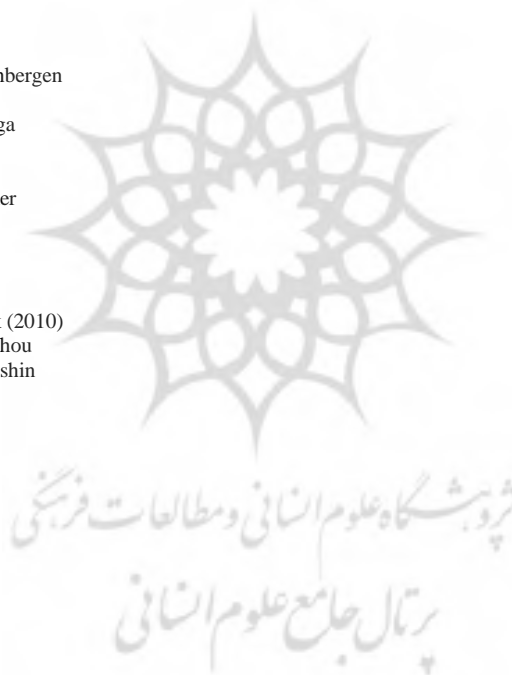 nbergen
ga
er
(2010)
hou
shin
پژوهشگاه علوم انسانی و مطالعات فرهنگی
پرتال جامع علوم انسانی